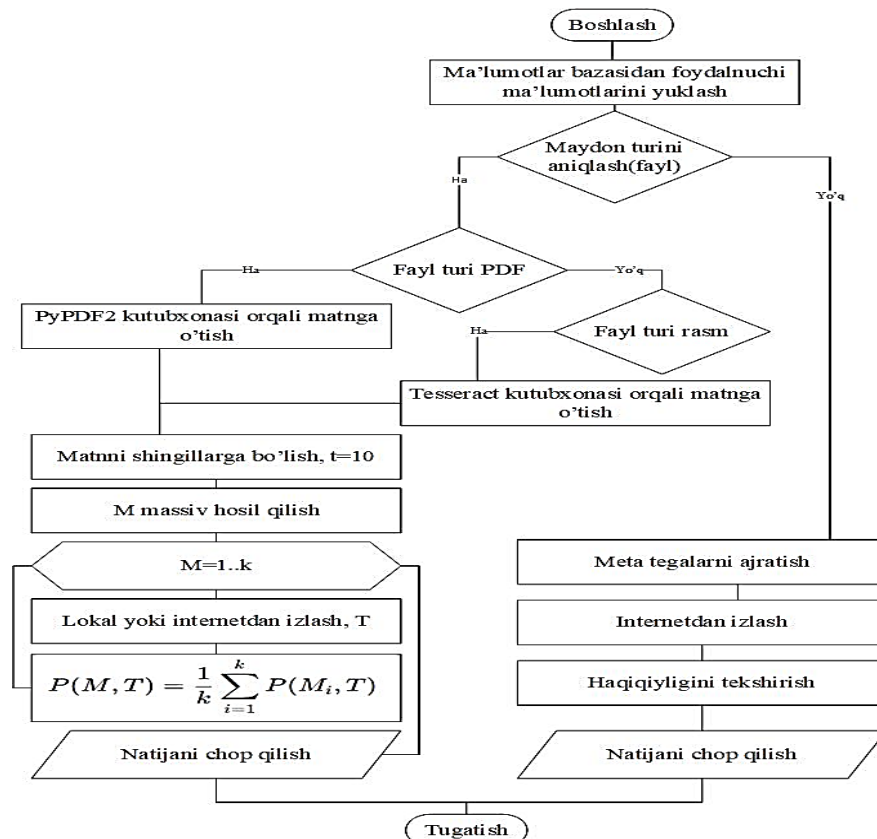 Boshlash
Ma'lumotlar bazasidan foydalnuchi
ma'lumotlarini yuklash
Maydon turini
aniqlash(fayl)
Ha
Yo'q
Fayl turi PDF
Ha
Yo'q
PyPDF2 kutubxonasi orqali matnga
o'tish
Fayl turi rasm
Ha
Tesseract kutubxonasi orqali matnga
o'tish
Matnni shingillarga bo'lish, t=10
M massiv hosil qilish
M=1..k
Lokal yoki internetdan izlash, T
P(M, T) = \frac{1}{k} \sum_{i=1}^{k} P(M_i, T)
Natijani chop qilish
Meta tegalarni ajratish
Internetdan izlash
Haqiqiyligini tekshirish
Natijani chop qilish
Tugatish